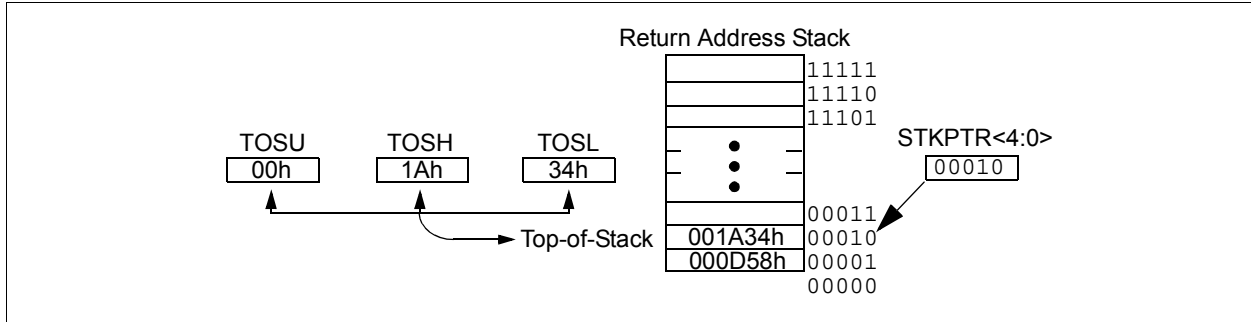 Return Address Stack
11111
11110
11101
TOSU TOSH TOSL STKPTR<4:0>
00h 1Ah 34h 00010
00011
Top-of-Stack 001A34h 00010
000D58h 00001
00000